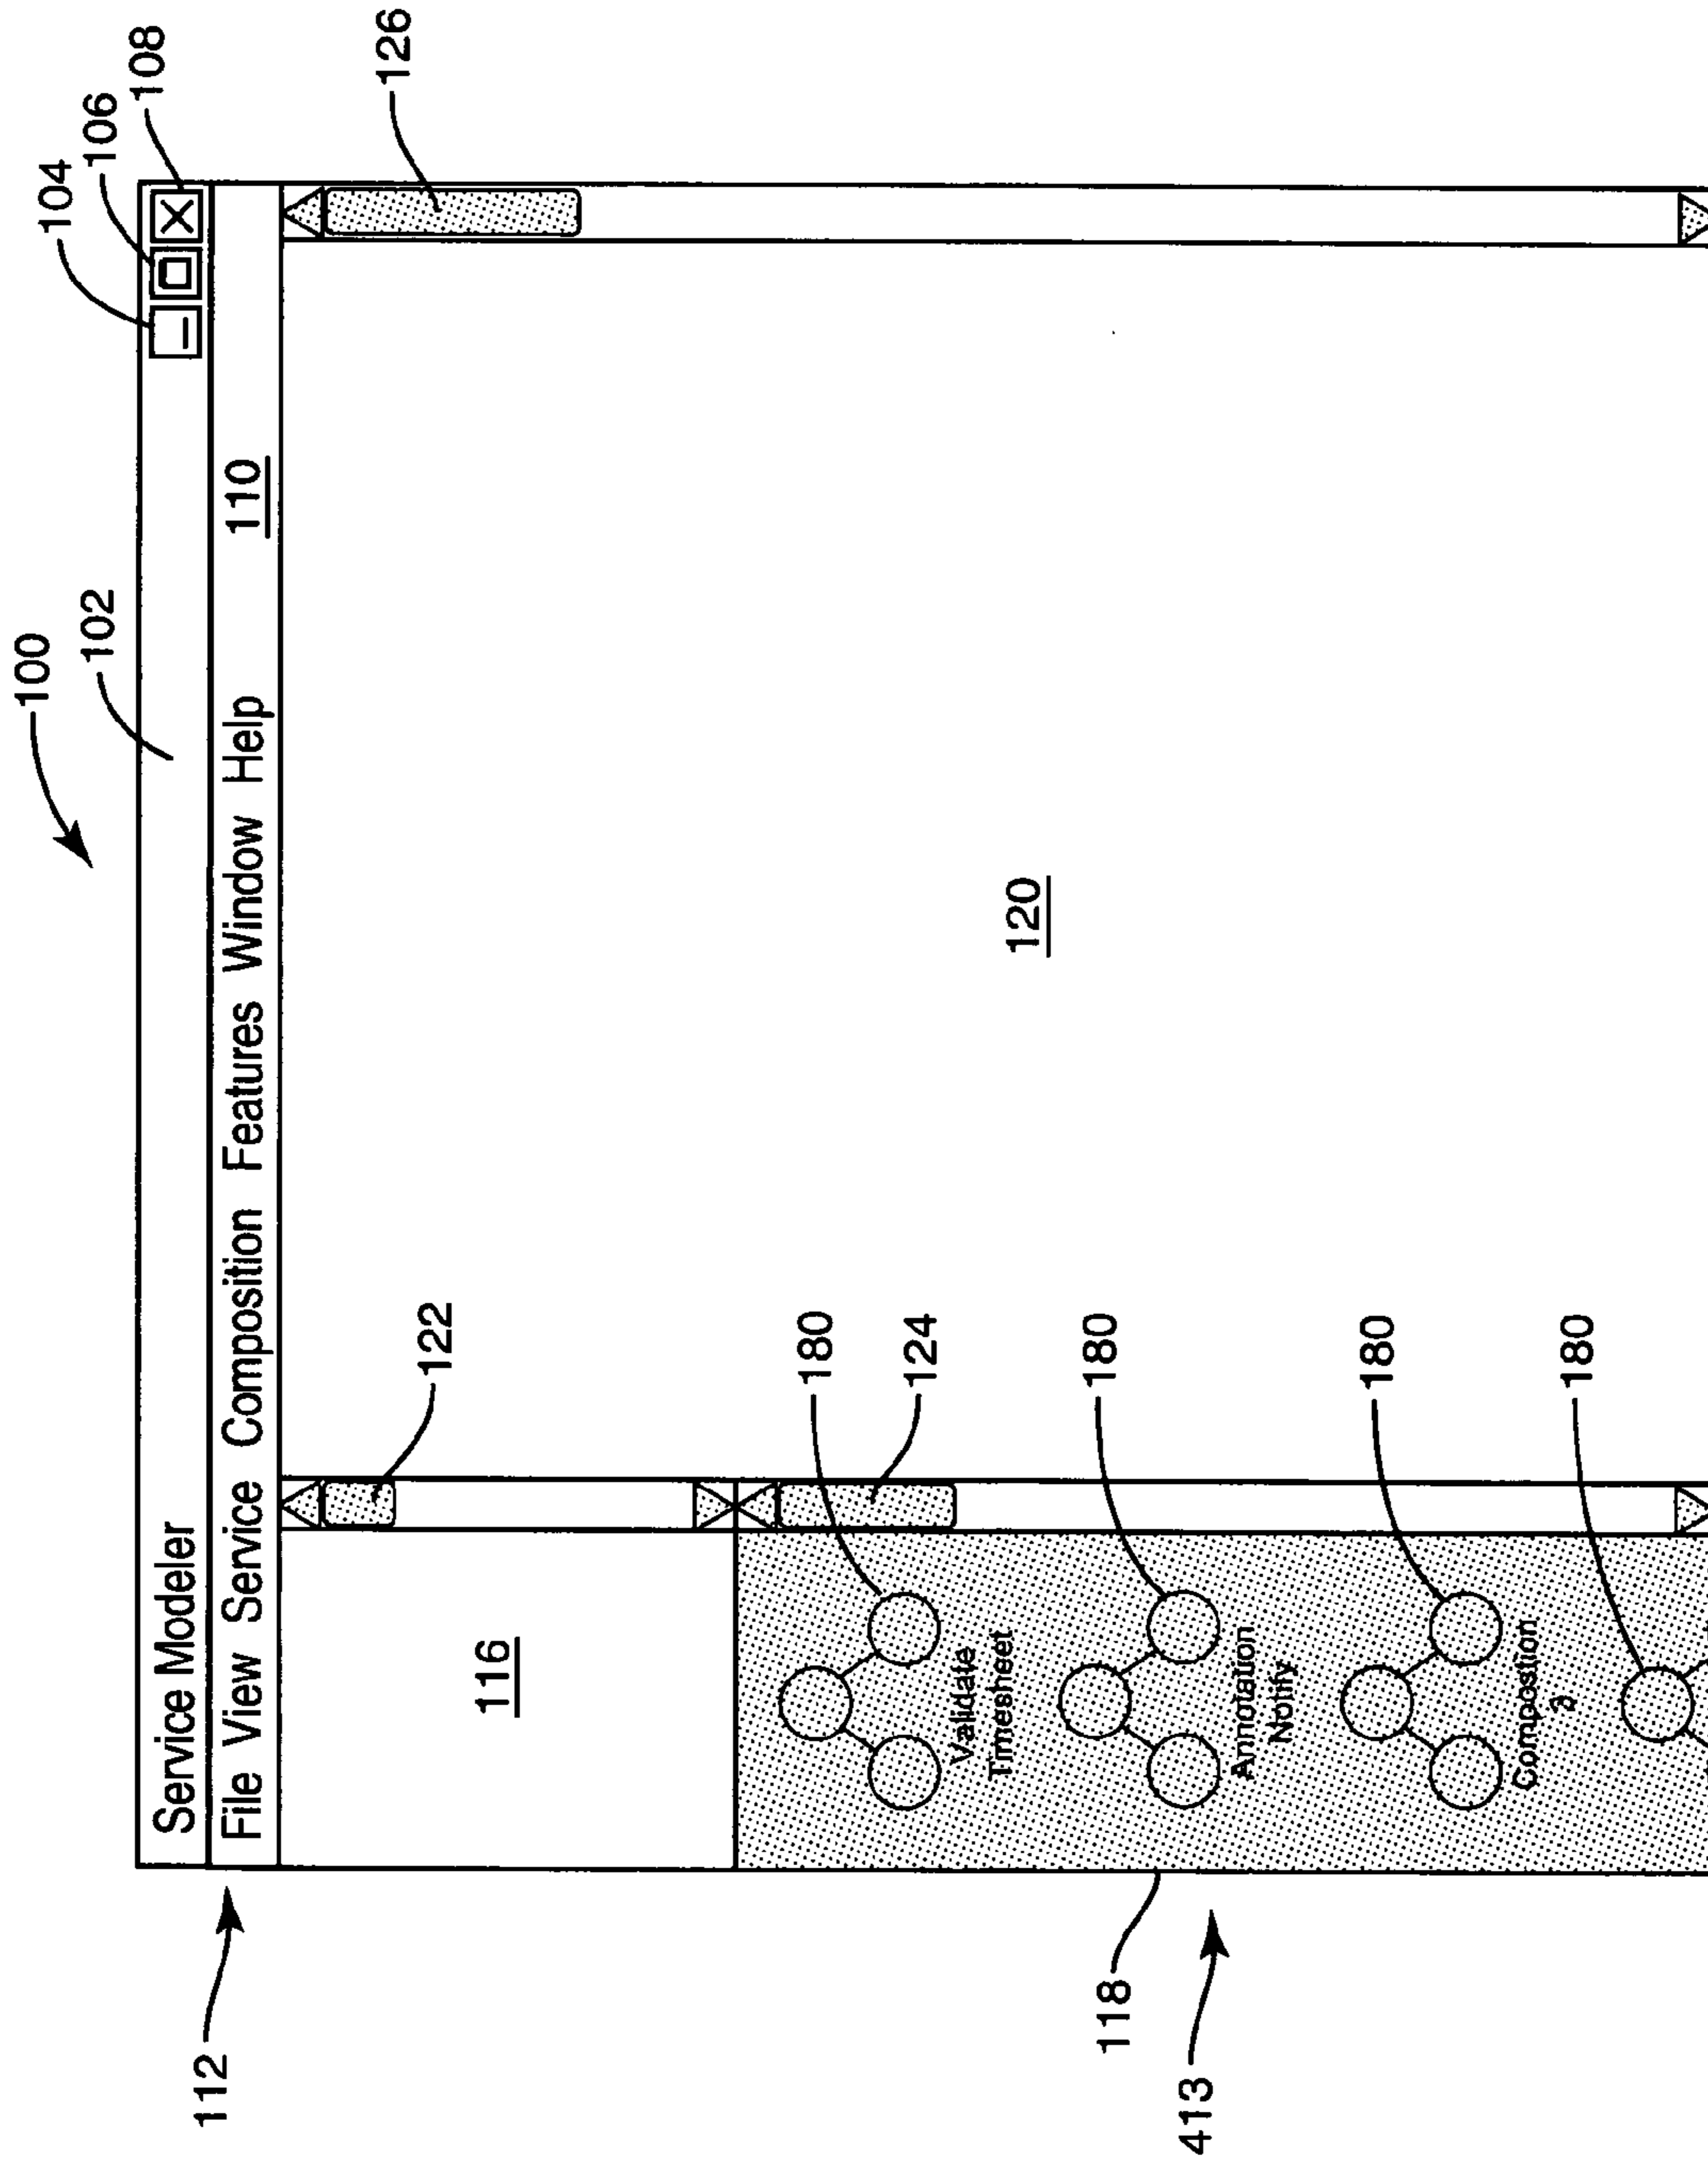 100
102
104
106
108
Service Modeler
112
File View Service Composition Features Window Help 110
126
122
116
180
124
120
Validate
Timesheet
180
118
Annotation
Notify
413
180
Compostion
180